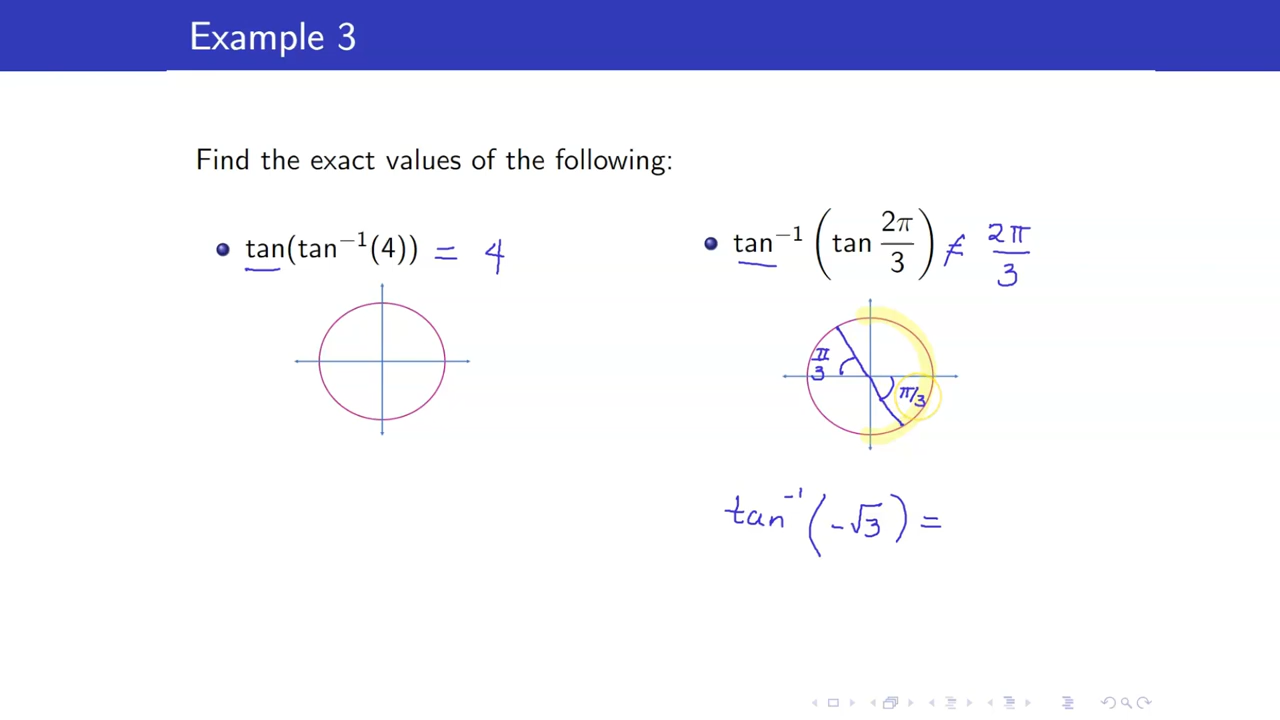 Example 3
Find the exact values of the following:
tan(tan⁻¹(4)) = 4
tan⁻¹(tan 2π/3) ≠ 2π/3
π/3
π/3
tan⁻¹(-√3) =